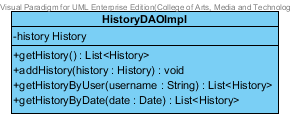 Visual Paradigm for UML Enterprise Edition(College of Arts, Media and Technolog
HistoryDAOImpl
-history History
+getHistory() : List<History>
+addHistory(history : History) : void
+getHistoryByUser(username : String) : List<History>
+getHistoryByDate(date : Date) : List<History>